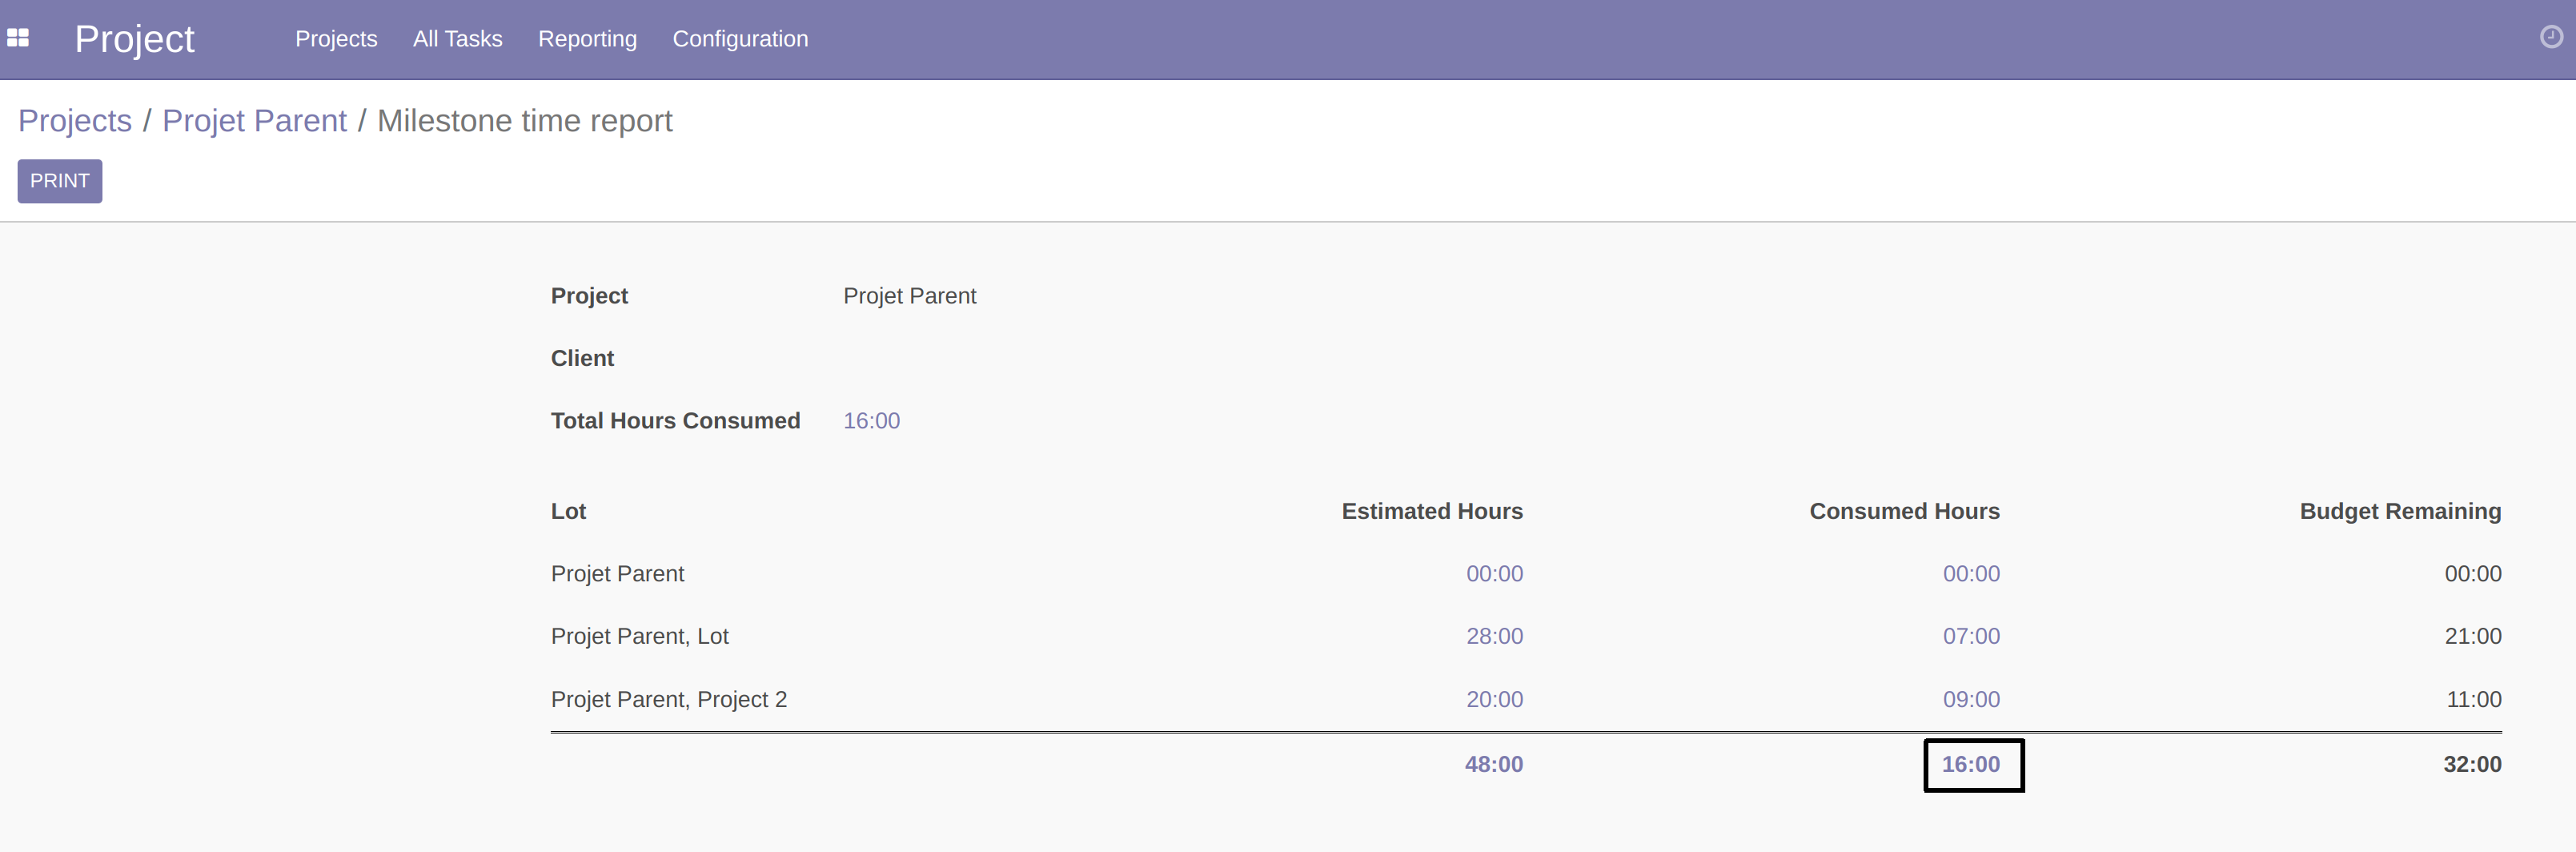 Project Projects All Tasks Reporting Configuration
Projects / Projet Parent / Milestone time report
PRINT
Project Projet Parent
Client
Total Hours Consumed 16:00
Lot Estimated Hours Consumed Hours Budget Remaining
Projet Parent 00:00 00:00 00:00
Projet Parent, Lot 28:00 07:00 21:00
Projet Parent, Project 2 20:00 09:00 11:00
48:00 16:00 32:00